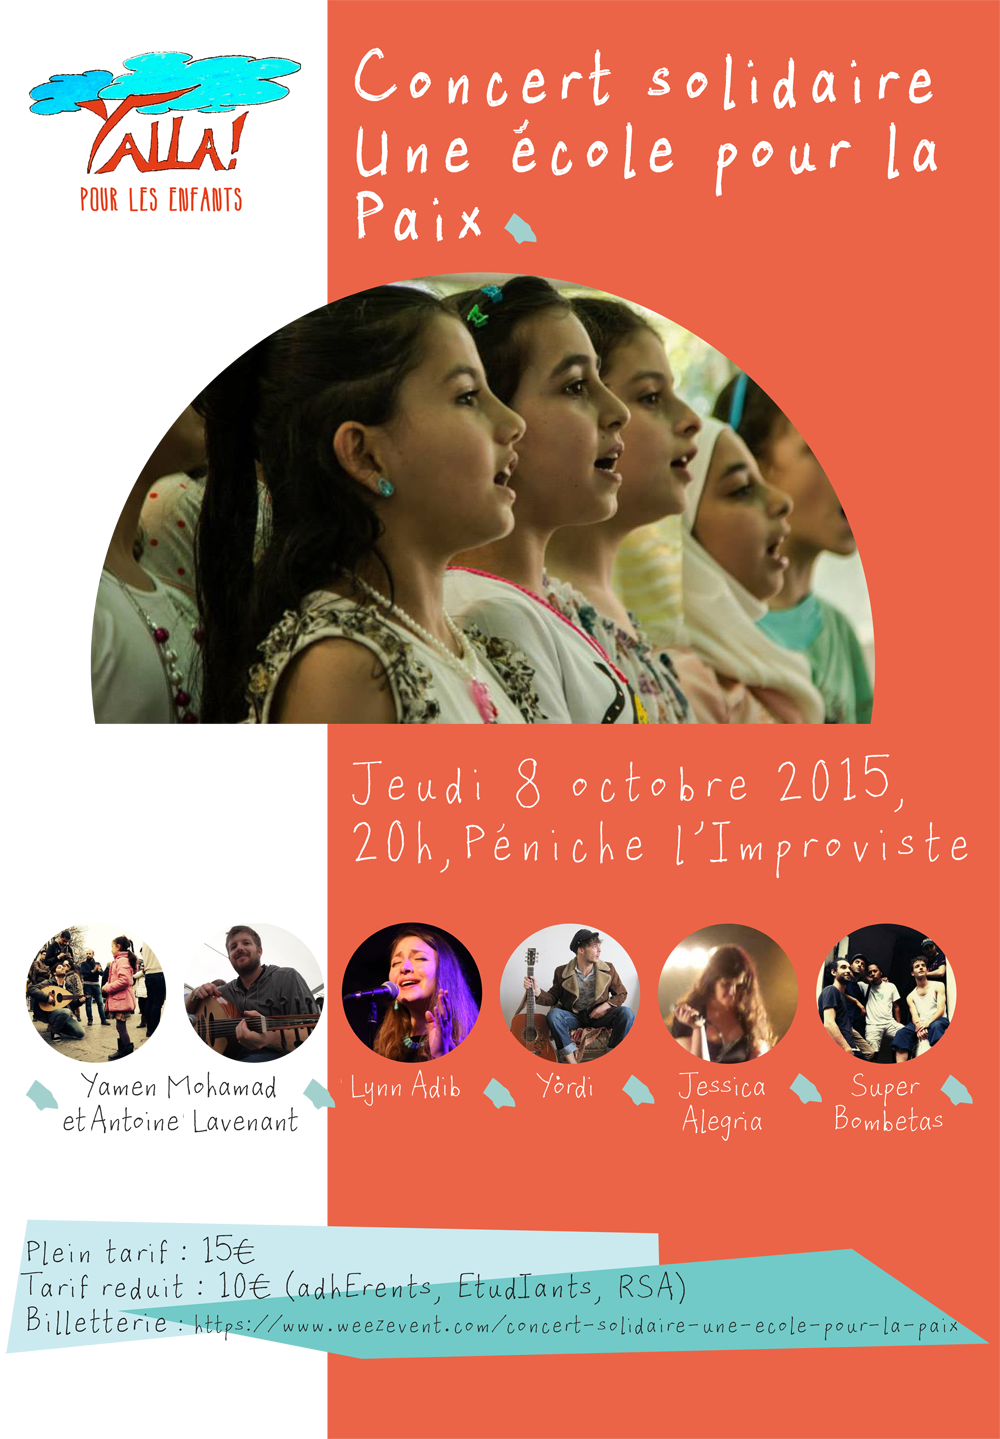 YALLA!
POUR LES ENFANTS
Concert solidaire
Une école pour la
Paix
Jeudi 8 octobre 2015,
20h, Péniche l'Improviste
Yamen Mohamad
et Antoine Lavenant
Lynn Adib
Yordi
Jessica
Alegria
Super
Bombetas
Plein tarif : 15€
Tarif reduit : 10€ (adhErents, EtudIants, RSA)
Billetterie : https://www.weezevent.com/concert-solidaire-une-ecole-pour-la-paix